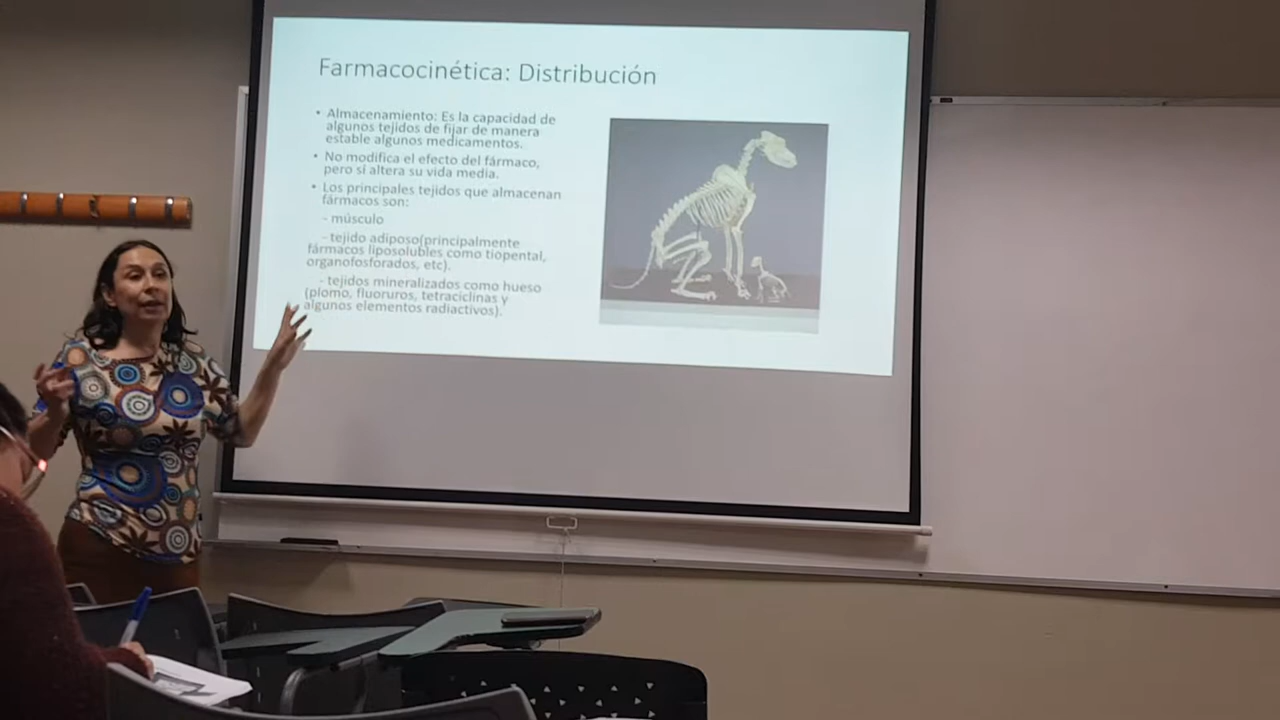 Farmacocinética: Distribución
• Almacenamiento: Es la capacidad de
algunos tejidos de fijar de manera
estable algunos medicamentos.
• No modifica el efecto del fármaco,
pero sí altera su vida media.
• Los principales tejidos que almacenan
fármacos son:
- músculo
- tejido adiposo(principalmente
fármacos liposolubles como tiopental,
organofosforados, etc).
- tejidos mineralizados como hueso
(plomo, fluoruros, tetraciclinas y
algunos elementos radiactivos).